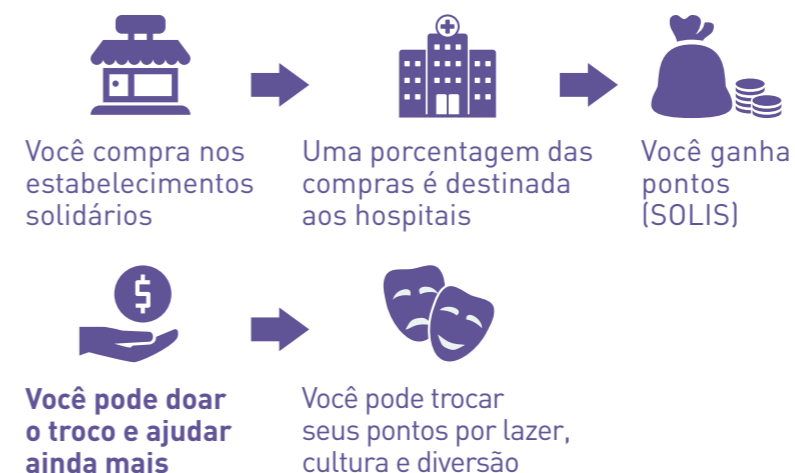 Você compra nos
estabelecimentos
solidários
Uma porcentagem das
compras é destinada
aos hospitais
Você ganha
pontos
(SOLIS)
$
Você pode doar
o troco e ajudar
ainda mais
Você pode trocar
seus pontos por lazer,
cultura e diversão